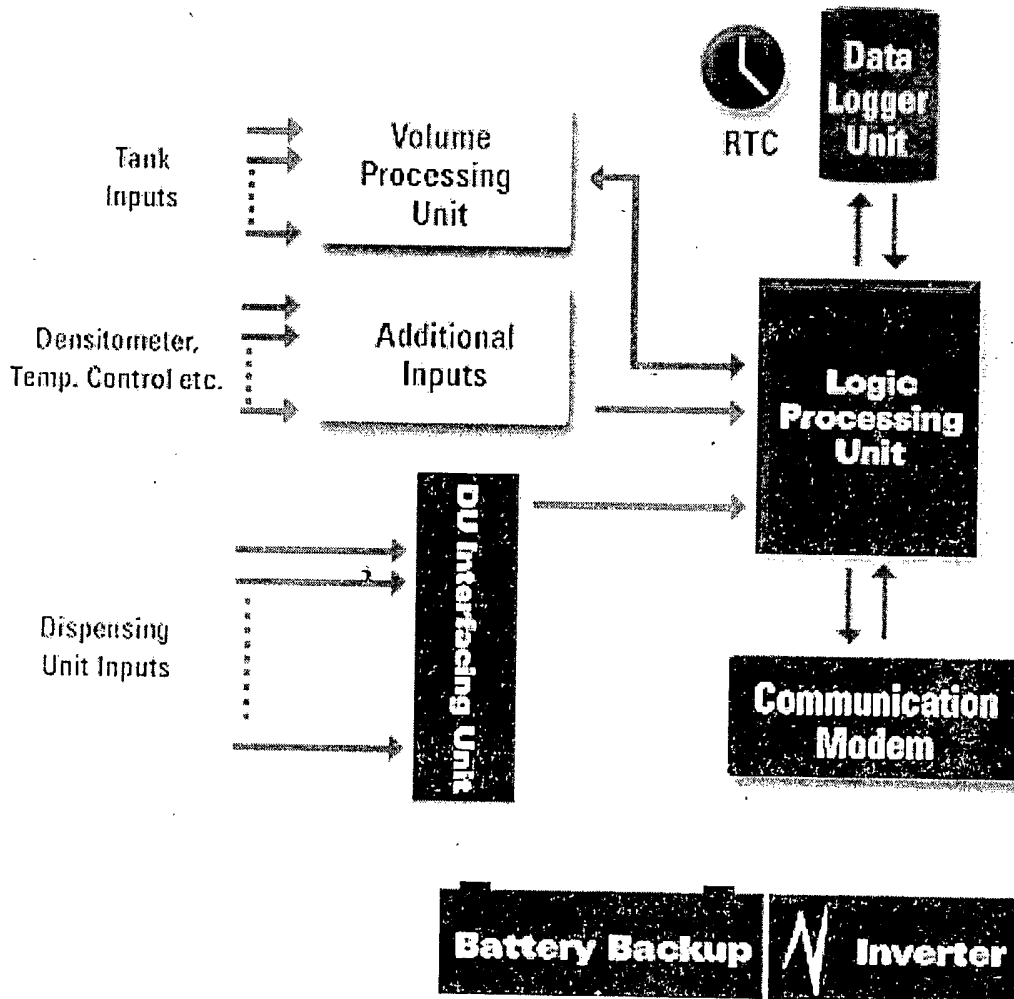 Data
Logger
Unit
RTC
Tank
Inputs
Volume
Processing
Unit
Densitometer,
Temp. Control etc.
Additional
Inputs
Logic
Processing
Unit
Dispensing
Unit Inputs
DU Interfacing Unit
Communication
Modem
Battery Backup
Inverter